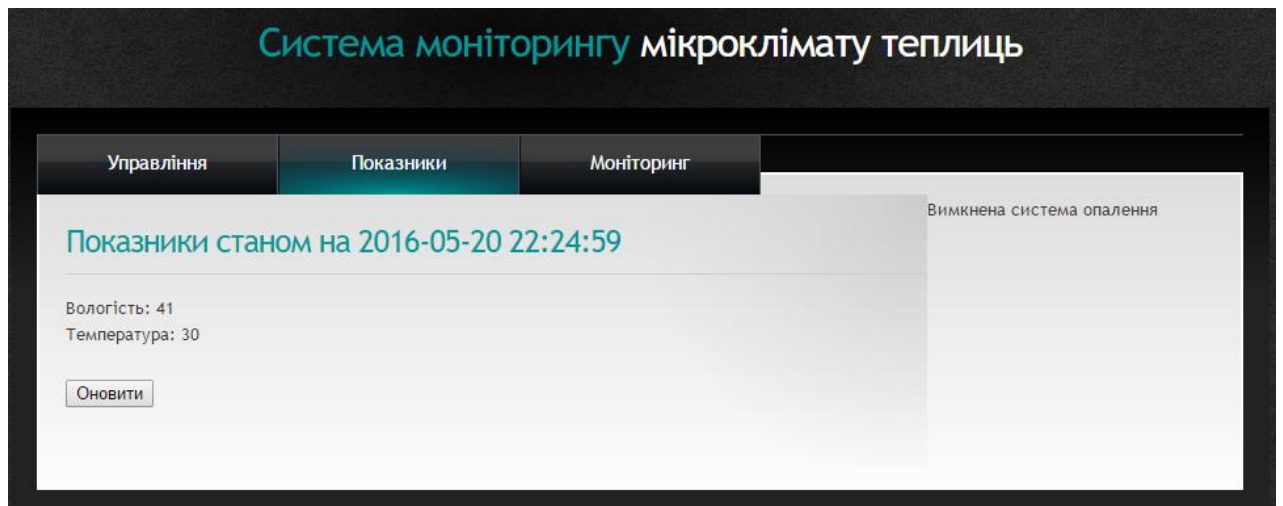 Система моніторингу мікроклімату теплиць
Управління
Показники
Моніторинг
Вимкнена система опалення
Показники станом на 2016-05-20 22:24:59
Вологість: 41
Температура: 30
Оновити